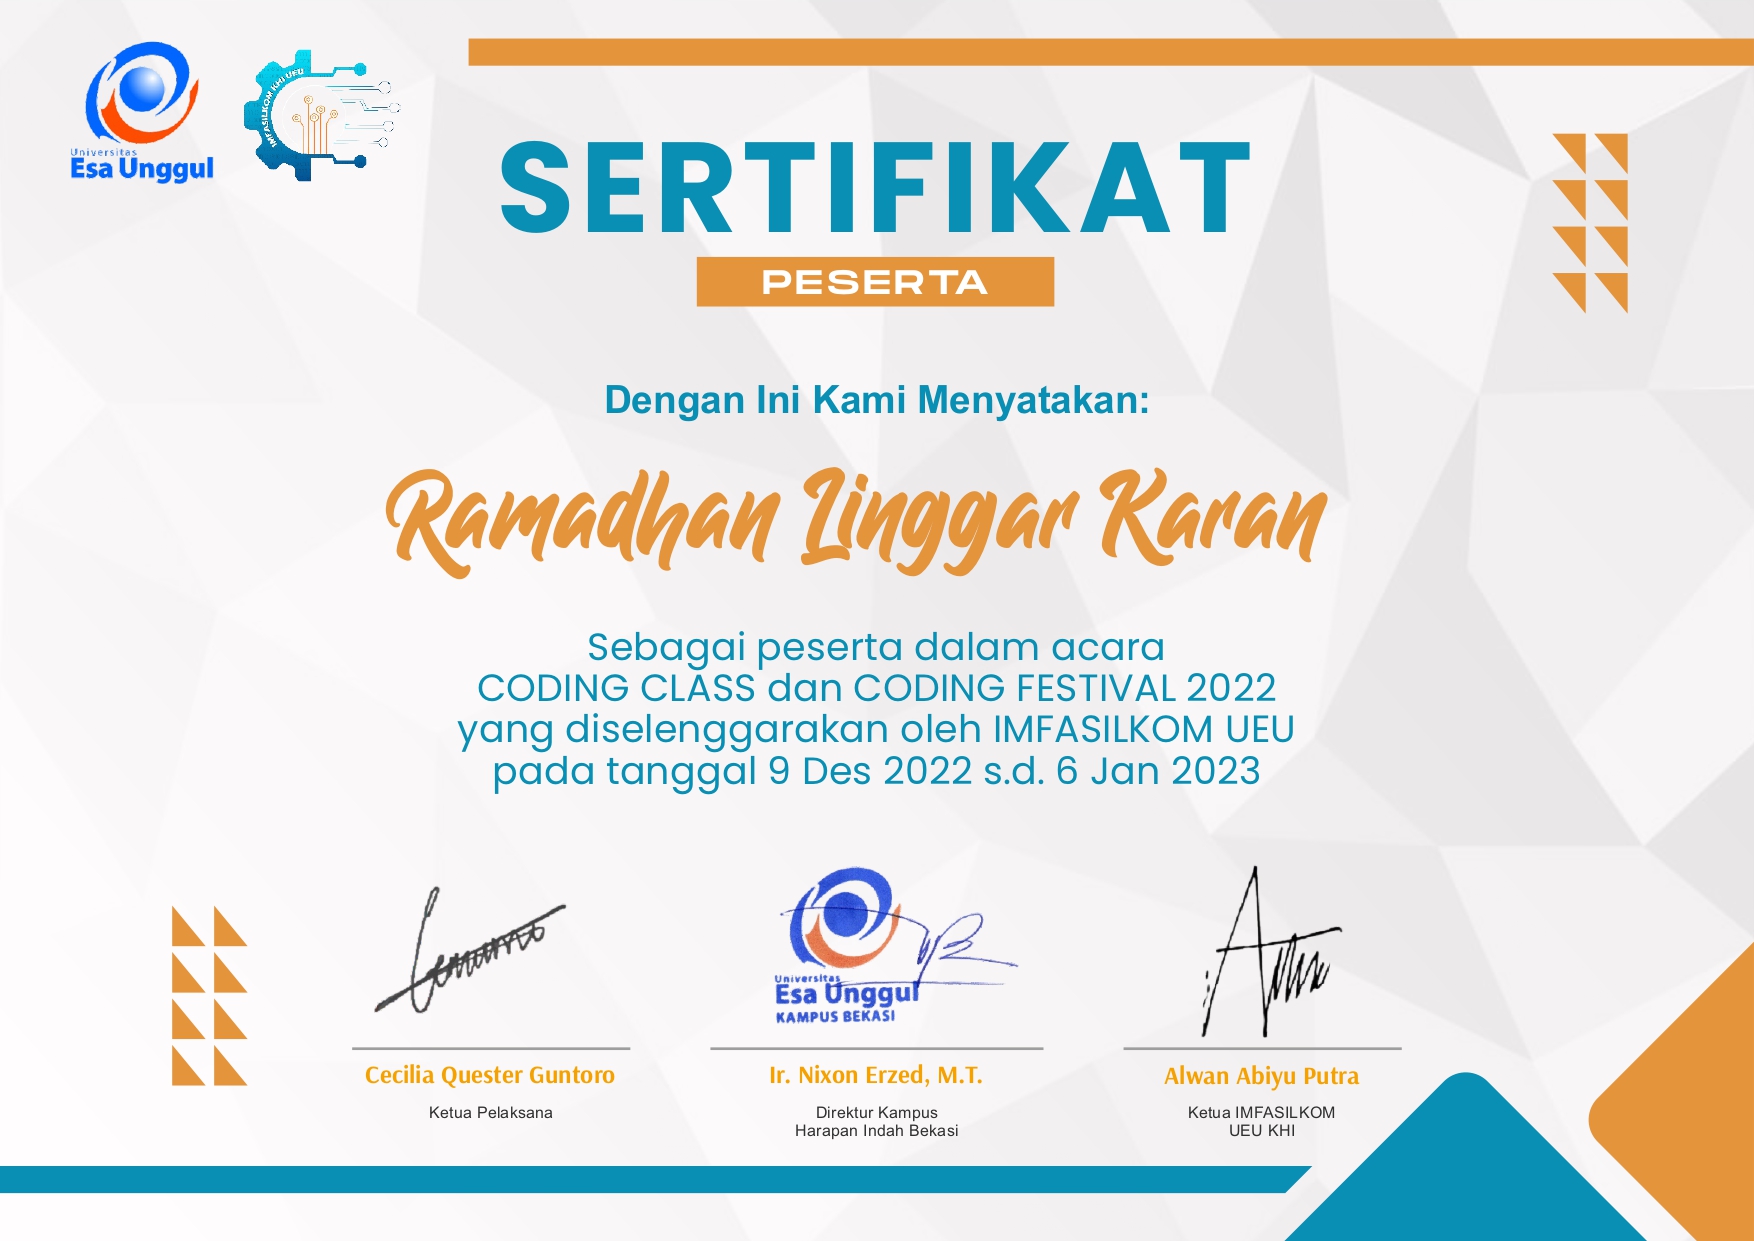 Universitas
Esa Unggul
IMFASILKOM KHI UEU
SERTIFIKAT
PESERTA
Dengan Ini Kami Menyatakan:
Ramadhan Linggar Karan
Sebagai peserta dalam acara
CODING CLASS dan CODING FESTIVAL 2022
yang diselenggarakan oleh IMFASILKOM UEU
pada tanggal 9 Des 2022 s.d. 6 Jan 2023
Universitas
Esa Unggul
KAMPUS BEKASI
Cecilia Quester Guntoro
Ketua Pelaksana
Ir. Nixon Erzed, M.T.
Direktur Kampus
Harapan Indah Bekasi
Alwan Abiyu Putra
Ketua IMFASILKOM
UEU KHI